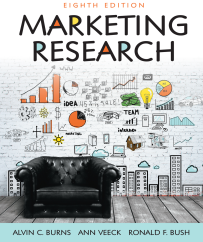 EIGHTH EDITION
MARKETING
RESEARCH
IDEA
TEAM
ALVIN C. BURNS ANN VEECK RONALD F. BUSH